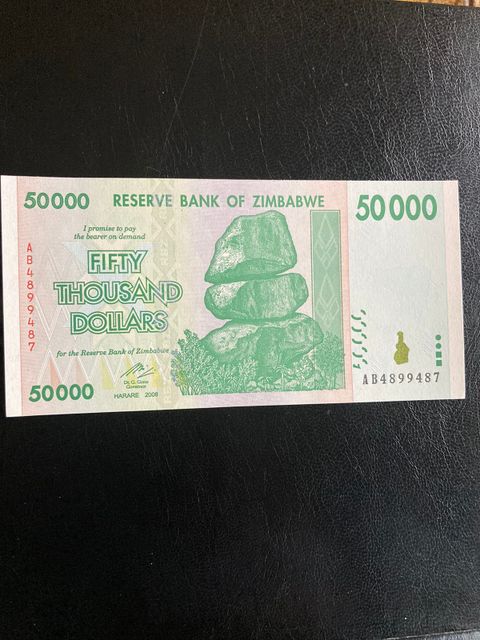 50000 RESERVE BANK OF ZIMBABWE 50000
I promise to pay
the bearer on demand
FIFTY
THOUSAND
DOLLARS
AB4899487
for the Reserve Bank of Zimbabwe
Dr. G. Gono
Governor
50000 HARARE 2008
AB4899487